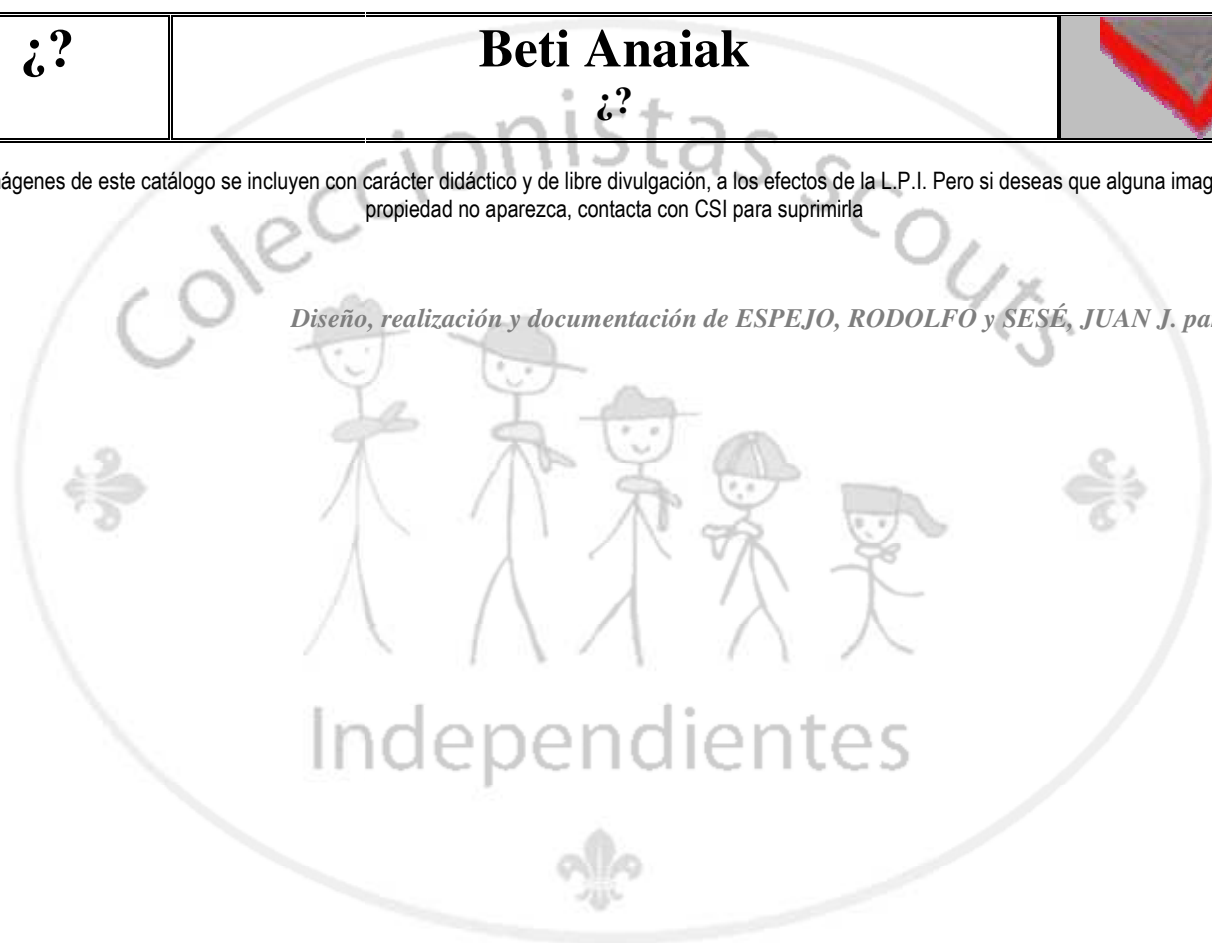 ¿?
Beti Anaiak
¿?
ágenes de este catálogo se incluyen con carácter didáctico y de libre divulgación, a los efectos de la L.P.I. Pero si deseas que alguna imag
propiedad no aparezca, contacta con CSI para suprimirla
Coleccionistas Scouts
Diseño, realización y documentación de ESPEJO, RODOLFO y SESÉ, JUAN J. pa
Independientes